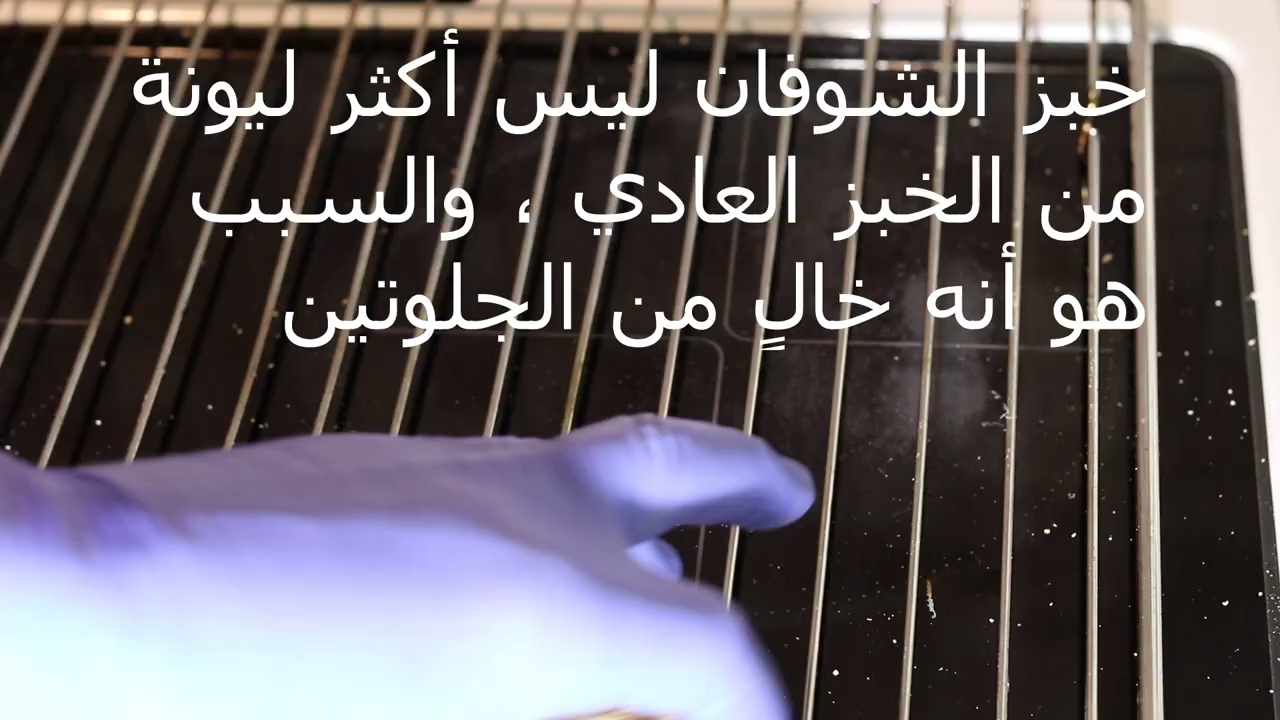 خبز الشوفان ليس أكثر ليونة
من الخبز العادي ، والسبب
هو أنه خالٍ من الجلوتين